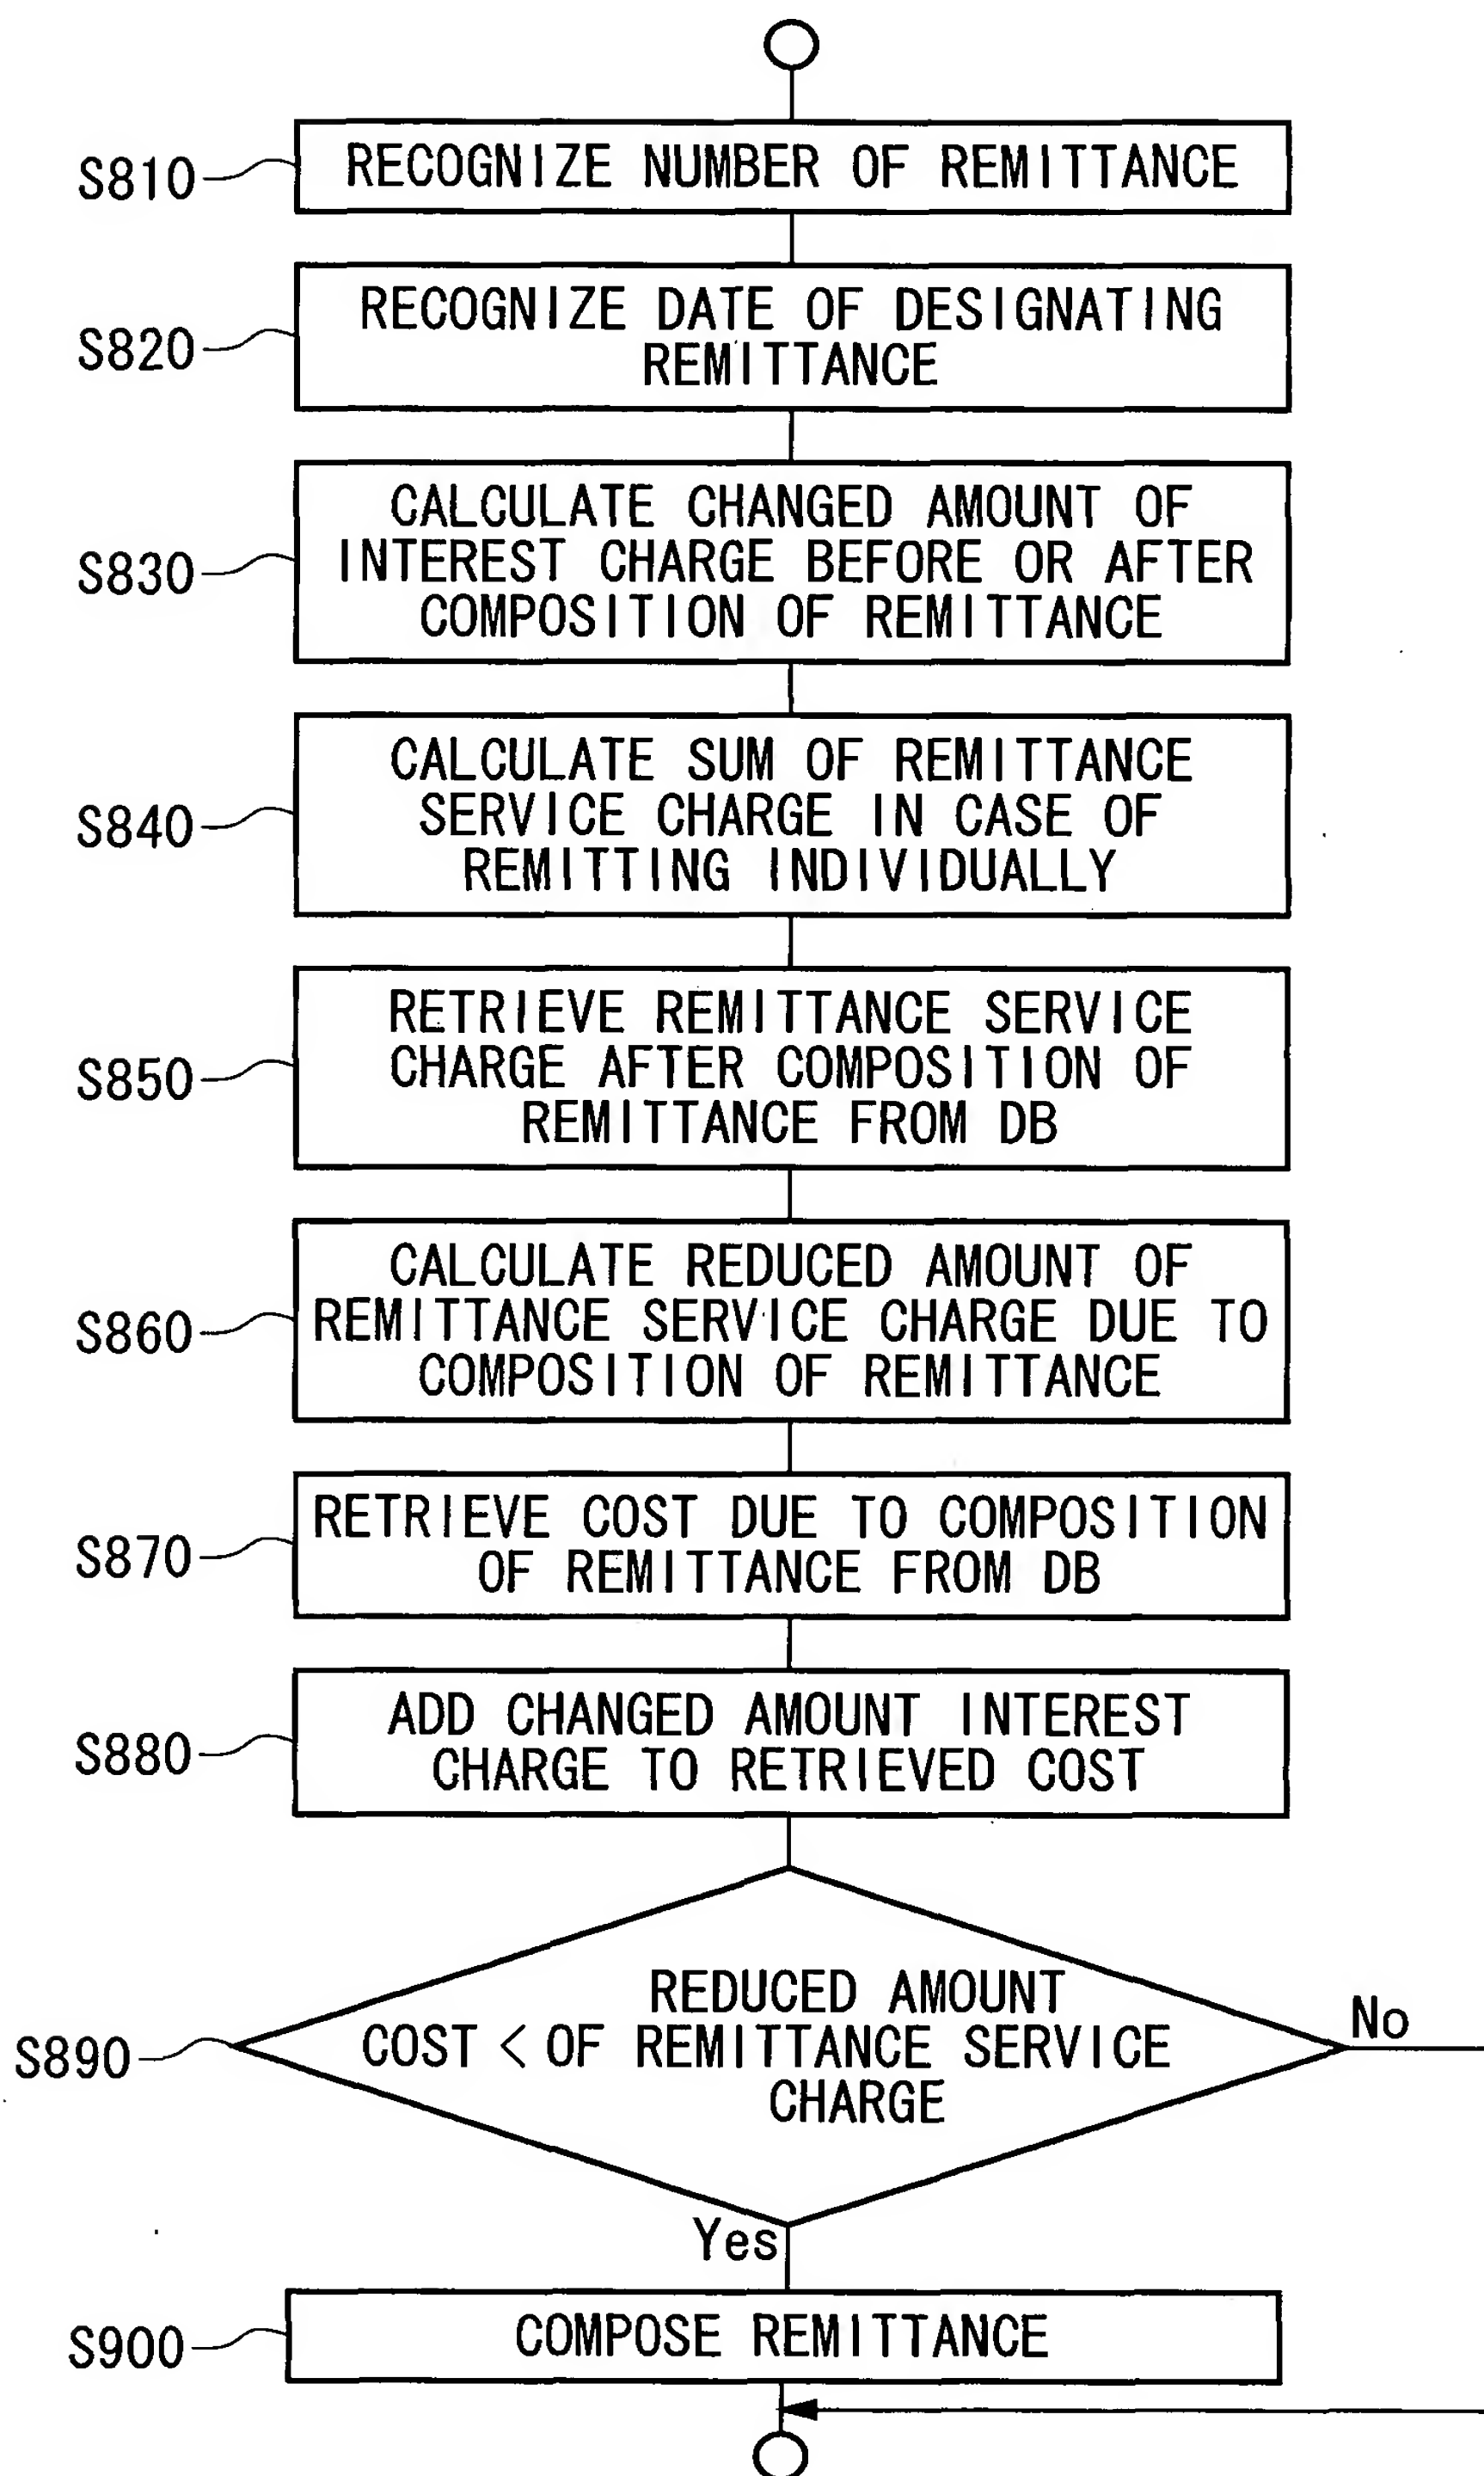 S810
RECOGNIZE NUMBER OF REMITTANCE
S820
RECOGNIZE DATE OF DESIGNATING
REMITTANCE
S830
CALCULATE CHANGED AMOUNT OF
INTEREST CHARGE BEFORE OR AFTER
COMPOSITION OF REMITTANCE
S840
CALCULATE SUM OF REMITTANCE
SERVICE CHARGE IN CASE OF
REMITTING INDIVIDUALLY
S850
RETRIEVE REMITTANCE SERVICE
CHARGE AFTER COMPOSITION OF
REMITTANCE FROM DB
S860
CALCULATE REDUCED AMOUNT OF
REMITTANCE SERVICE CHARGE DUE TO
COMPOSITION OF REMITTANCE
S870
RETRIEVE COST DUE TO COMPOSITION
OF REMITTANCE FROM DB
S880
ADD CHANGED AMOUNT INTEREST
CHARGE TO RETRIEVED COST
S890
REDUCED AMOUNT
COST < OF REMITTANCE SERVICE
CHARGE
No
Yes
S900
COMPOSE REMITTANCE